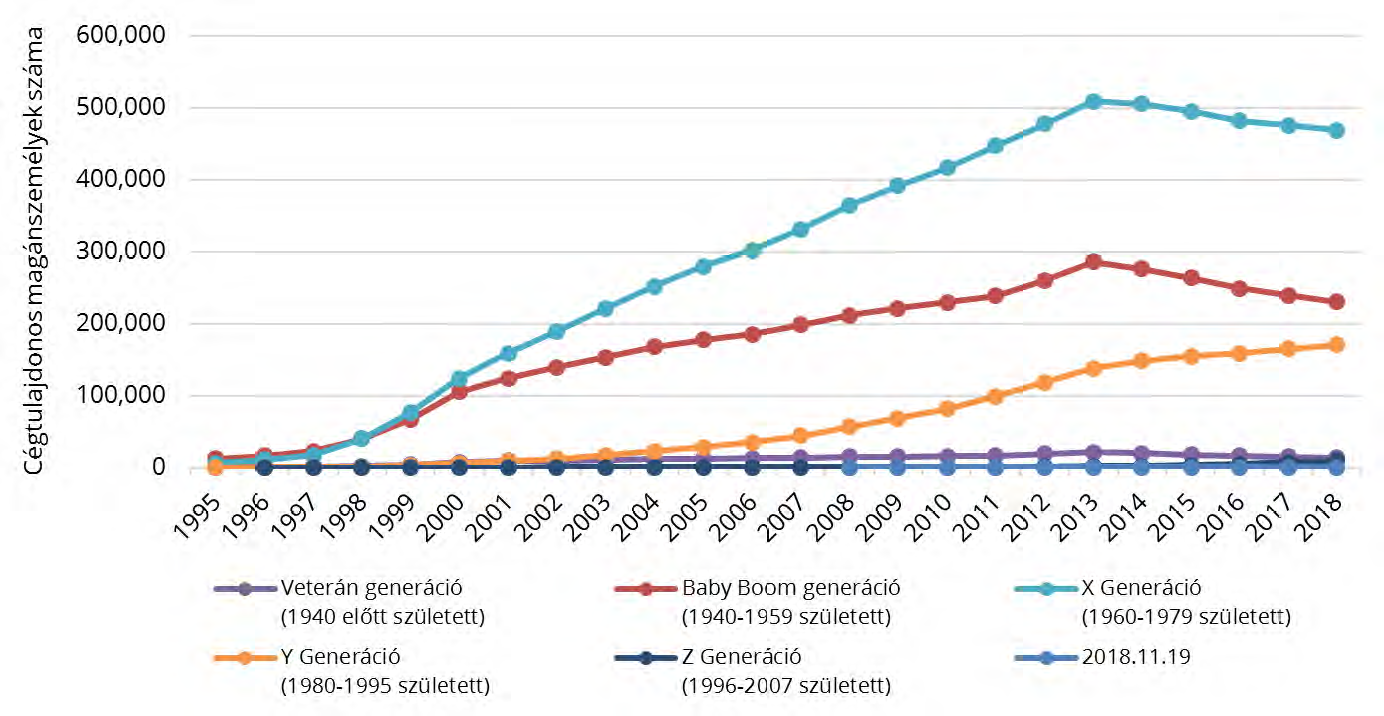 Cégtulajdonos magánszemélyek száma
600,000
500,000
400,000
300,000
200,000
100,000
0
1995
1996
1997
1998
1999
2000
2001
2002
2003
2004
2005
2006
2007
2008
2009
2010
2011
2012
2013
2014
2015
2016
2017
2018
Veterán generáció
(1940 előtt született)
Baby Boom generáció
(1940-1959 született)
X Generáció
(1960-1979 született)
Y Generáció
(1980-1995 született)
Z Generáció
(1996-2007 született)
2018.11.19